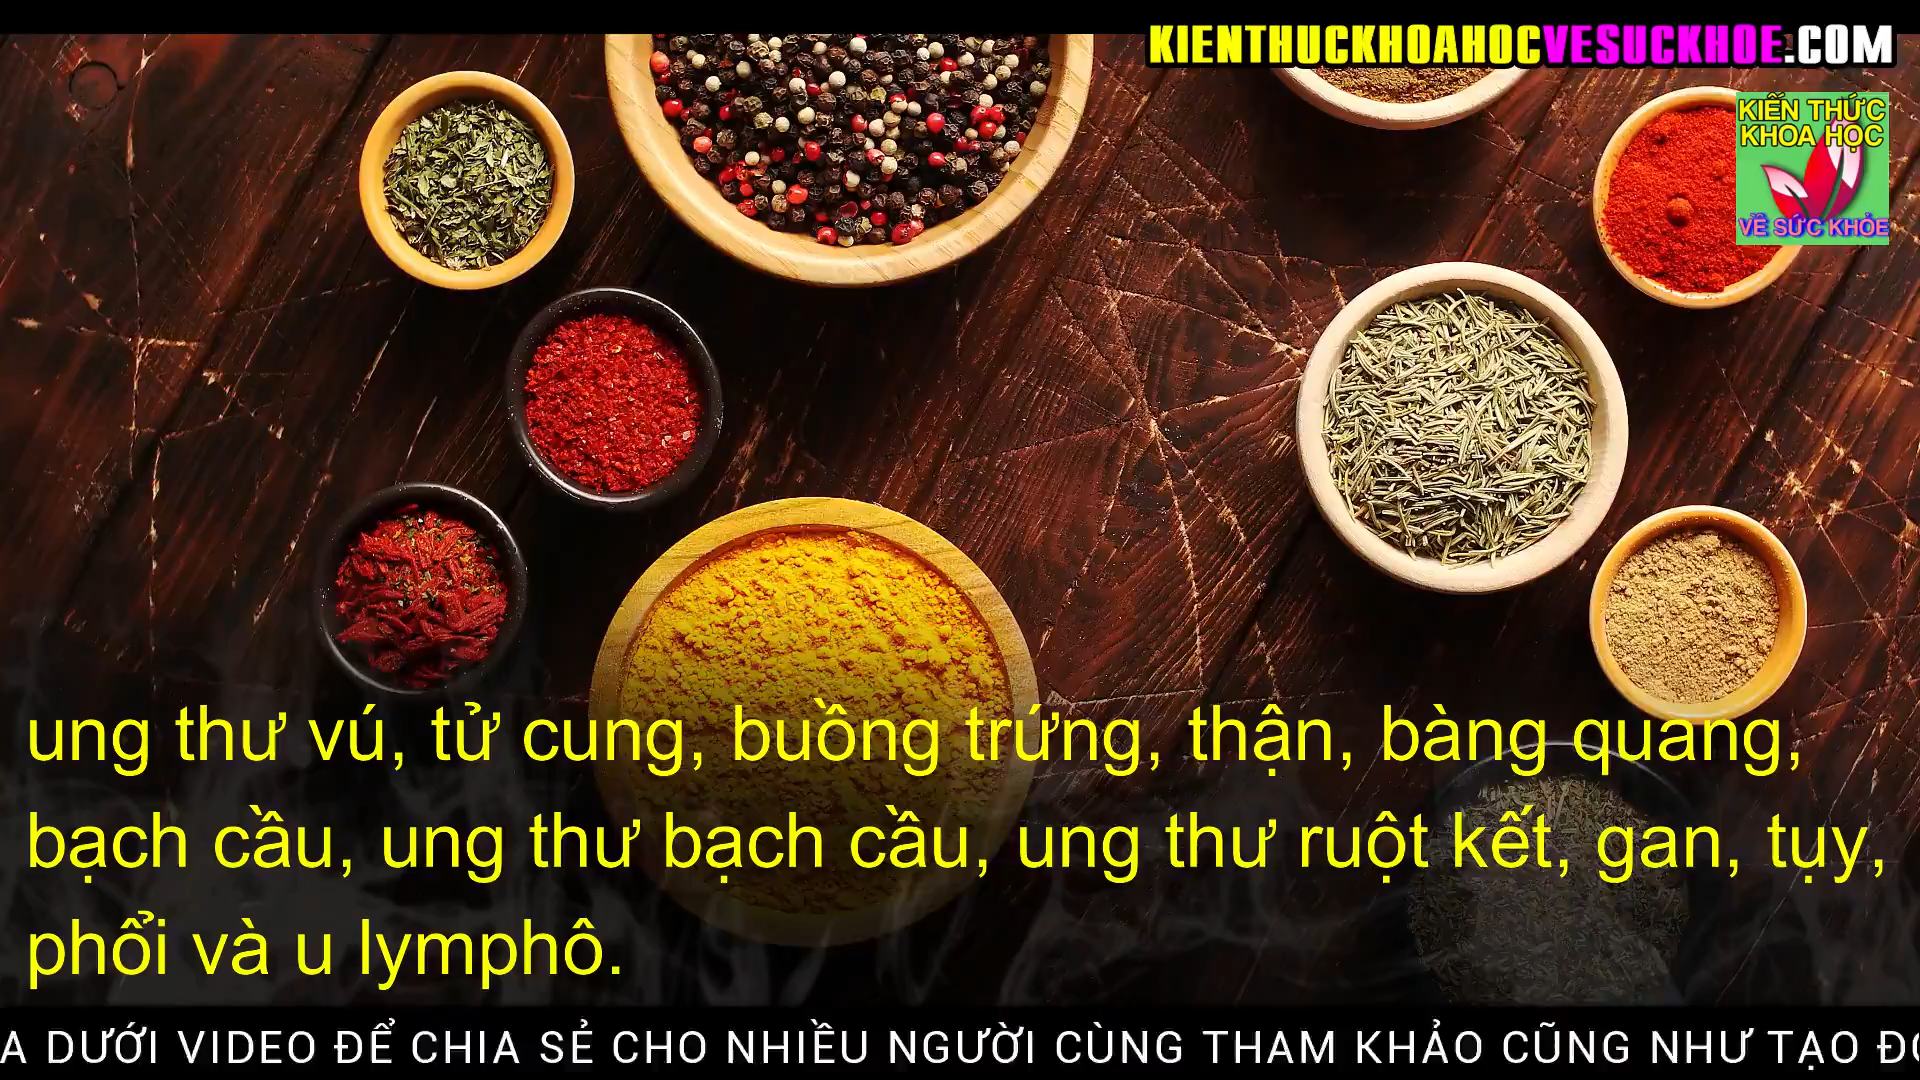 KIENTHUCKHOAHOCVESUCKHOE.COM
KIẾN THỨC
KHOA HỌC
VỀ SỨC KHỎE
ung thư vú, tử cung, buồng trứng, thận, bàng quang,
bạch cầu, ung thư bạch cầu, ung thư ruột kết, gan, tụy,
phổi và u lymphô.
A DƯỚI VIDEO ĐỂ CHIA SẺ CHO NHIỀU NGƯỜI CÙNG THAM KHẢO CŨNG NHƯ TẠO